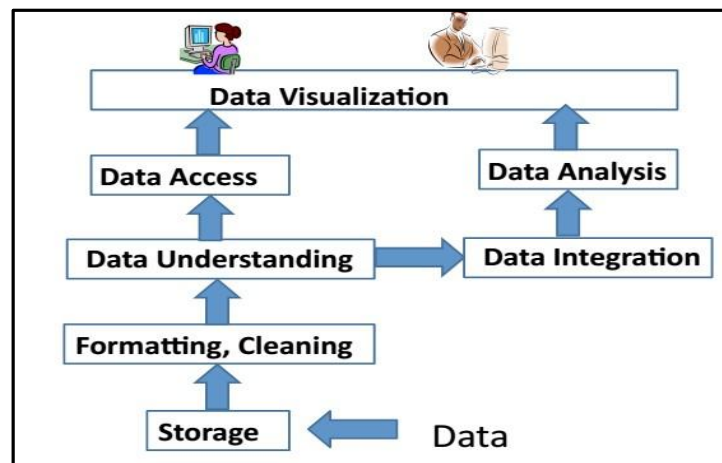 Data Visualization
Data Access
Data Analysis
Data Understanding
Data Integration
Formatting, Cleaning
Storage
Data